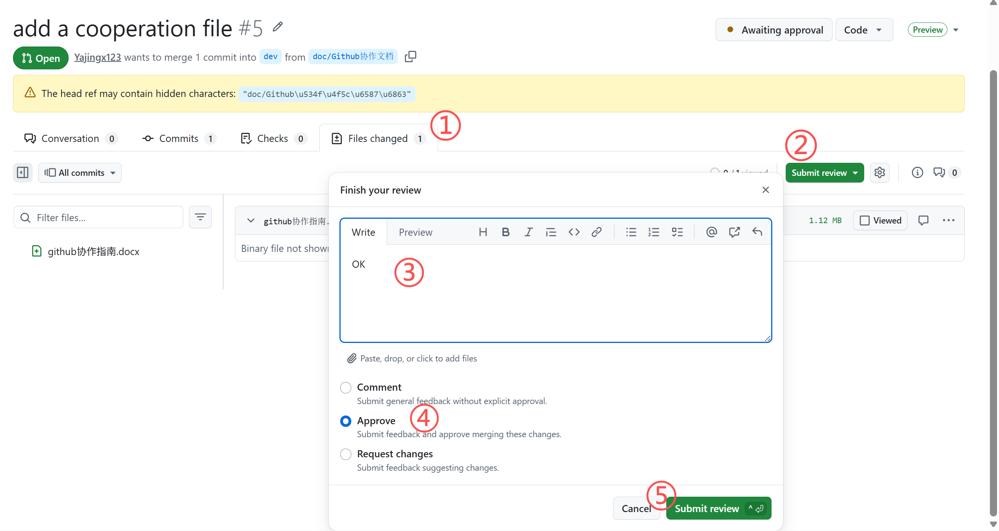 add a cooperation file #5
Awaiting approval
Code
Preview
Open
Yajingx123 wants to merge 1 commit into dev from doc/Github协作文档
The head ref may contain hidden characters: "doc/Github\u534f\u4f5c\u6587\u6863"
Conversation 0
Commits 1
Checks 0
Files changed 1
①
②
All commits
0 / 1 viewed
Submit review
0
Finish your review
Filter files...
github协作指南.
1.12 MB
Viewed
Write
Preview
Binary file not shown
github协作指南.docx
OK
③
Paste, drop, or click to add files
Comment
Submit general feedback without explicit approval.
Approve
④
Submit feedback and approve merging these changes.
Request changes
Submit feedback suggesting changes.
⑤
Cancel
Submit review